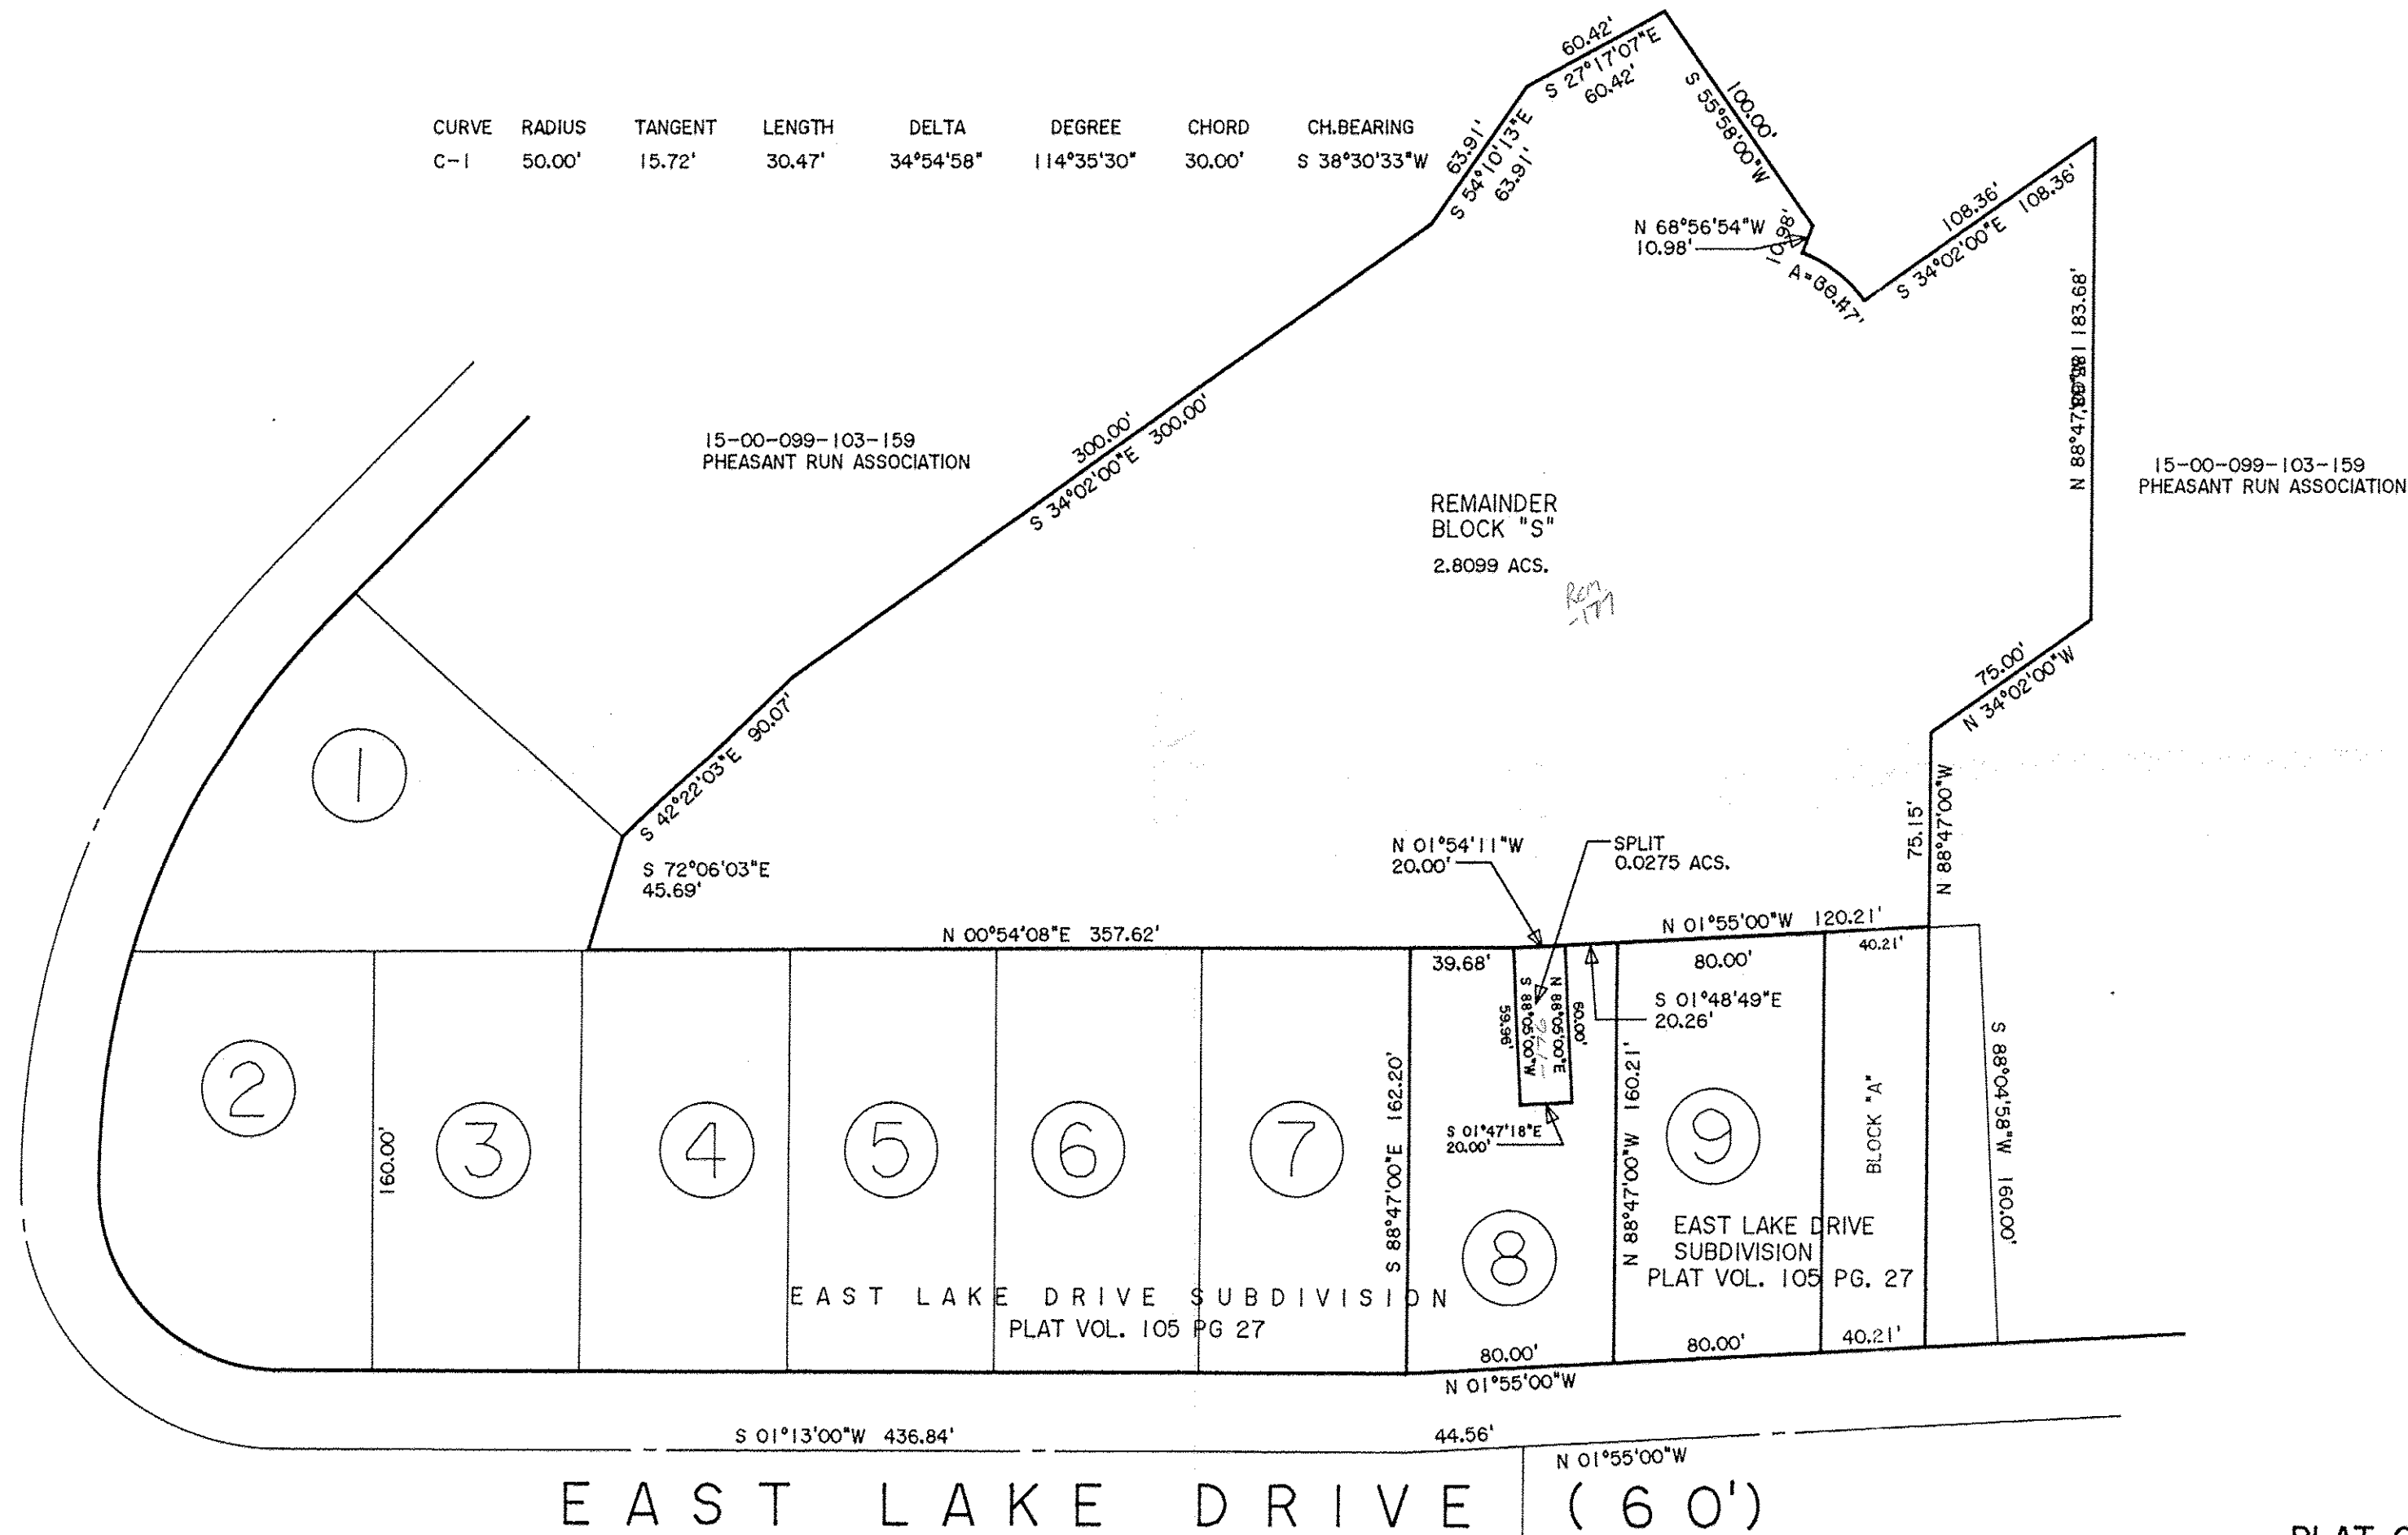 60.42'
S 27°17'07"E
60.42'
100.00'
S 55°58'00"W
CURVE RADIUS TANGENT LENGTH DELTA DEGREE CHORD CH.BEARING
C-1 50.00' 15.72' 30.47' 34°54'58" 114°35'30" 30.00' S 38°30'33"W
63.91'
S 54°10'13"E
63.91'
N 68°56'54"W
10.98'
10.98'
108.36'
S 34°02'00"E 108.36'
183.68'
N 88°47'
15-00-099-103-159
PHEASANT RUN ASSOCIATION
300.00'
S 34°02'00"E 300.00'
15-00-099-103-159
PHEASANT RUN ASSOCIATION
REMAINDER
BLOCK "S"
2.8099 ACS.
Rem
75.00'
N 34°02'00"W
1
S 42°22'03"E 90.07'
75.15'
N 88°47'00"W
S 72°06'03"E
45.69'
N 01°54'11"W
20.00'
SPLIT
0.0275 ACS.
N 00°54'08"E 357.62'
N 01°55'00"W 120.21'
39.68'
80.00'
40.21'
S 01°48'49"E
20.26'
59.96'
S 88°05'00"W
N 88°05'00"E
60.00'
2
160.00'
3
4
5
6
7
S 88°47'00"E 162.20'
S 01°47'18"E
20.00'
8
N 88°47'00"W 160.21'
9
BLOCK "A"
S 88°04'58"W 160.00'
EAST LAKE DRIVE
SUBDIVISION
PLAT VOL. 105 PG. 27
EAST LAKE DRIVE SUBDIVISION
PLAT VOL. 105 PG 27
80.00'
80.00'
40.21'
N 01°55'00"W
S 01°13'00"W 436.84'
44.56'
N 01°55'00"W
EAST LAKE DRIVE (60')